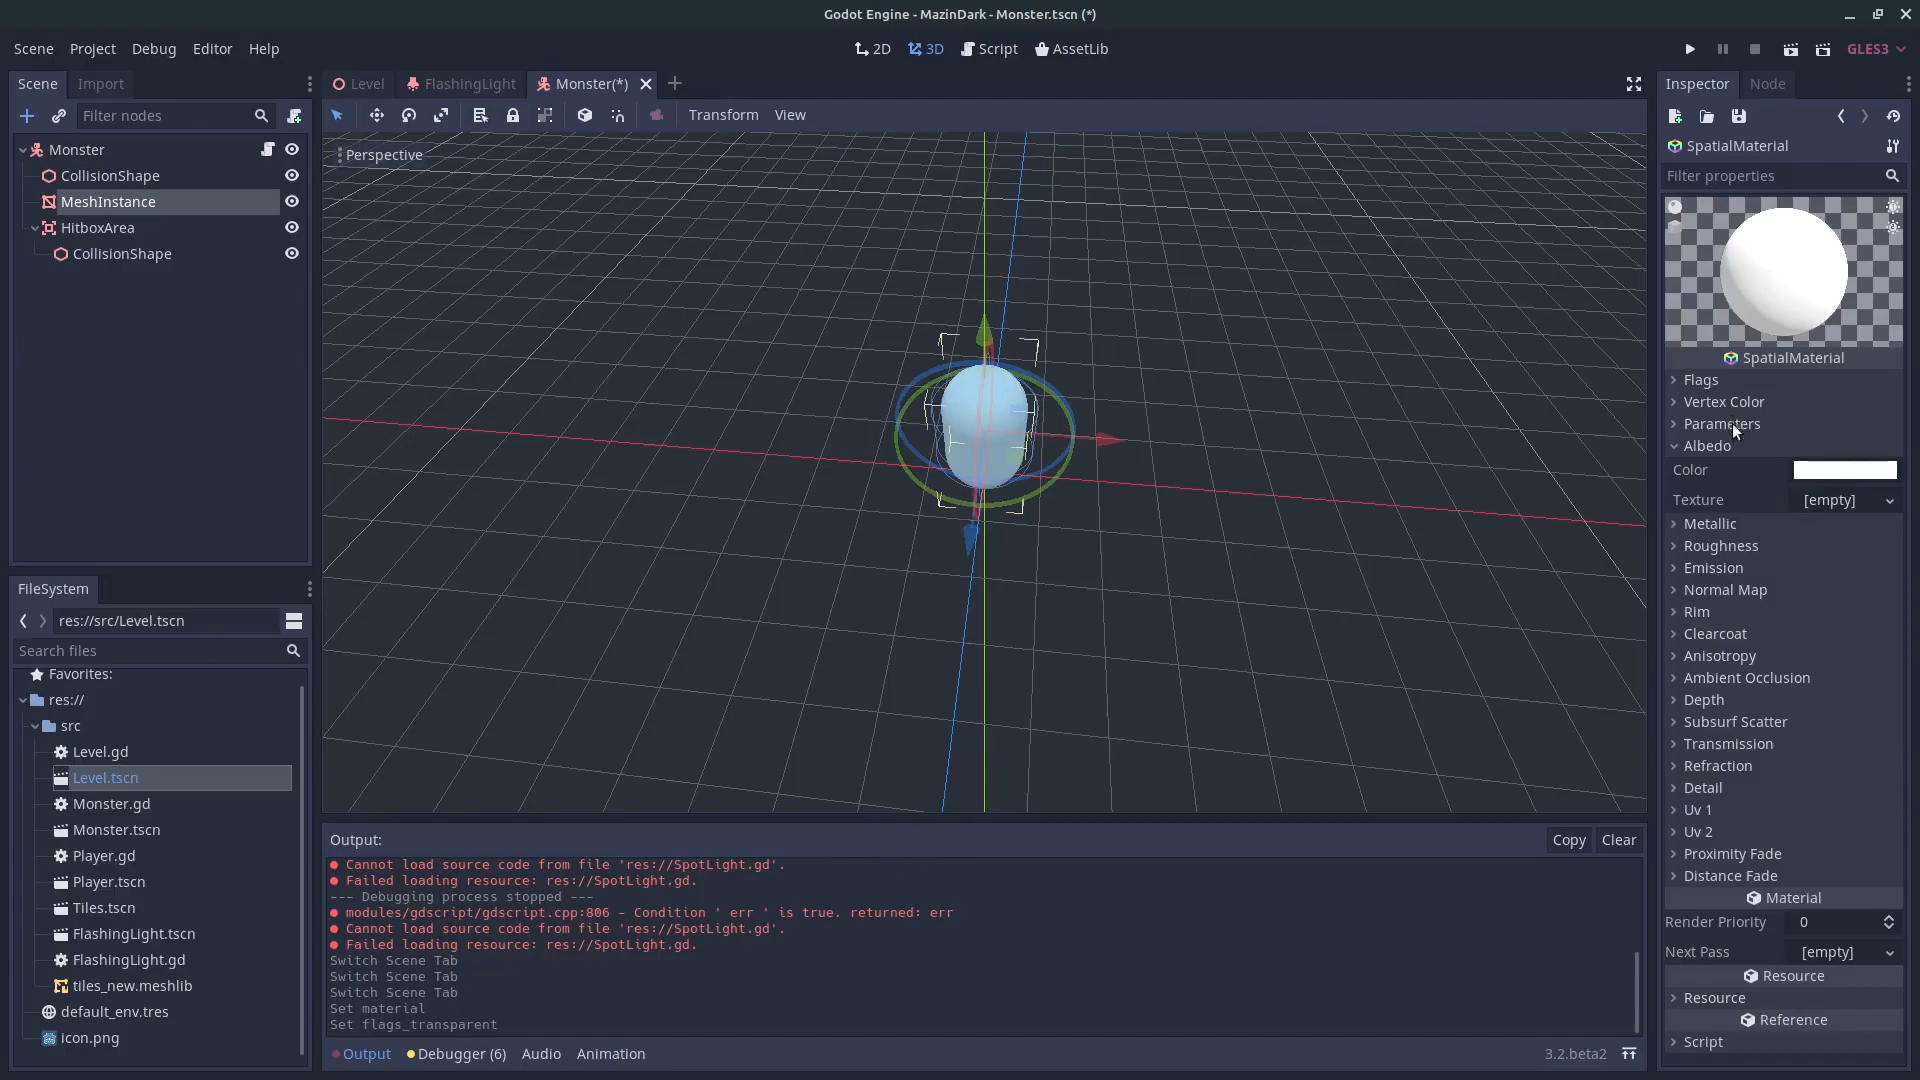 Godot Engine - MazinDark - Monster.tscn (*)
Scene Project Debug Editor Help
2D 3D Script AssetLib
GLES3
Scene Import
Filter nodes
Monster
CollisionShape
MeshInstance
HitboxArea
CollisionShape
FileSystem
res://src/Level.tscn
Search files
Favorites:
res://
src
Level.gd
Level.tscn
Monster.gd
Monster.tscn
Player.gd
Player.tscn
Tiles.tscn
FlashingLight.tscn
FlashingLight.gd
tiles_new.meshlib
default_env.tres
icon.png
Level FlashingLight Monster(*)
Transform View
Perspective
Output:
Copy Clear
Cannot load source code from file 'res://SpotLight.gd'.
Failed loading resource: res://SpotLight.gd.
--- Debugging process stopped ---
modules/gdscript/gdscript.cpp:806 - Condition ' err ' is true. returned: err
Cannot load source code from file 'res://SpotLight.gd'.
Failed loading resource: res://SpotLight.gd.
Switch Scene Tab
Switch Scene Tab
Switch Scene Tab
Set material
Set flags_transparent
Output Debugger (6) Audio Animation
3.2.beta2
Inspector Node
SpatialMaterial
Filter properties
SpatialMaterial
Flags
Vertex Color
Parameters
Albedo
Color
Texture [empty]
Metallic
Roughness
Emission
Normal Map
Rim
Clearcoat
Anisotropy
Ambient Occlusion
Depth
Subsurf Scatter
Transmission
Refraction
Detail
Uv 1
Uv 2
Proximity Fade
Distance Fade
Material
Render Priority 0
Next Pass [empty]
Resource
Resource
Reference
Script